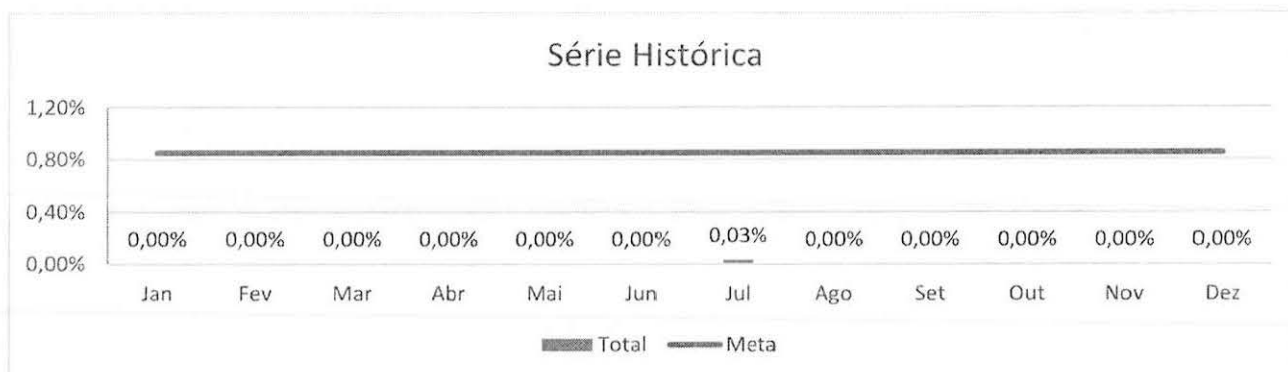 Série Histórica
1,20%
0,80%
0,40%
0,00%
0,00% 0,00% 0,00% 0,00% 0,00% 0,00% 0,03% 0,00% 0,00% 0,00% 0,00% 0,00%
Jan Fev Mar Abr Mai Jun Jul Ago Set Out Nov Dez
Total Meta